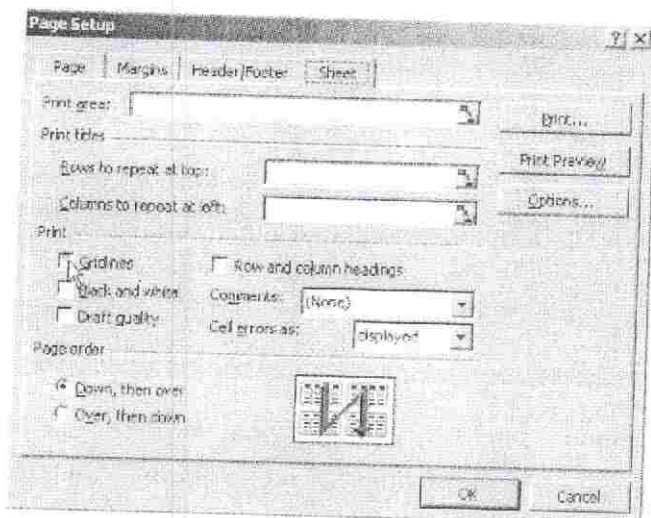 Page Setup
Page Margins Header/Footer Sheet
Print area:
Print...
Print titles
Print Preview
Rows to repeat at top:
Columns to repeat at left:
Options...
Print
Gridlines
Row and column headings
Black and white
Comments: (None)
Draft quality
Cell errors as: displayed
Page order
Down, then over
Over, then down
OK Cancel